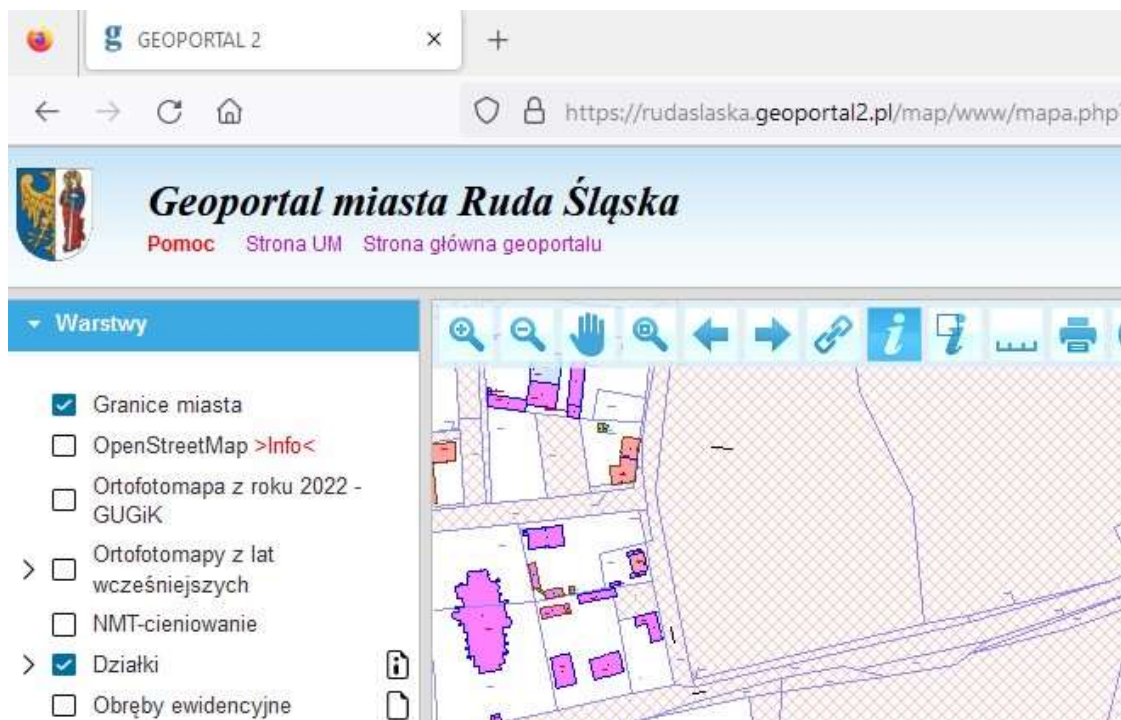 GEOPORTAL 2
https://rudaslaska.geoportal2.pl/map/www/mapa.php
Geoportal miasta Ruda Śląska
Pomoc Strona UM Strona główna geoportalu
Warstwy
Granice miasta
OpenStreetMap >Info<
Ortofotomapa z roku 2022 -
GUGiK
Ortofotomapy z lat
wcześniejszych
NMT-cieniowanie
Działki
Obręby ewidencyjne